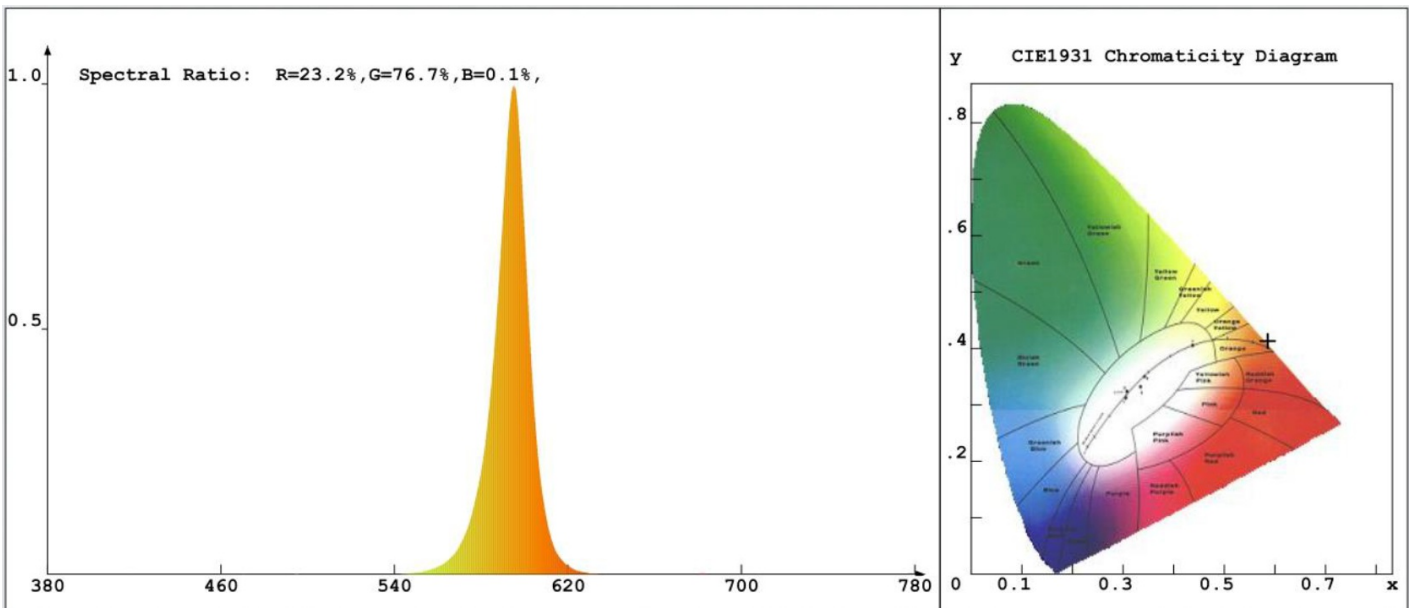 1.0
Spectral Ratio: R=23.2%,G=76.7%,B=0.1%,
0.5
380 460 540 620 700 780
y
CIE1931 Chromaticity Diagram
.8
.6
.4
.2
0 0.1 0.3 0.5 0.7 x
Yellowish
Green
Green
Yellow
Green
Greenish
Yellow
Yellow
Orange
Yellow
Orange
Yellowish
Pink
Reddish
Orange
Pink
Red
Purplish
Pink
Purplish
Red
Greenish
Blue
Blue
Purple
Reddish
Purple